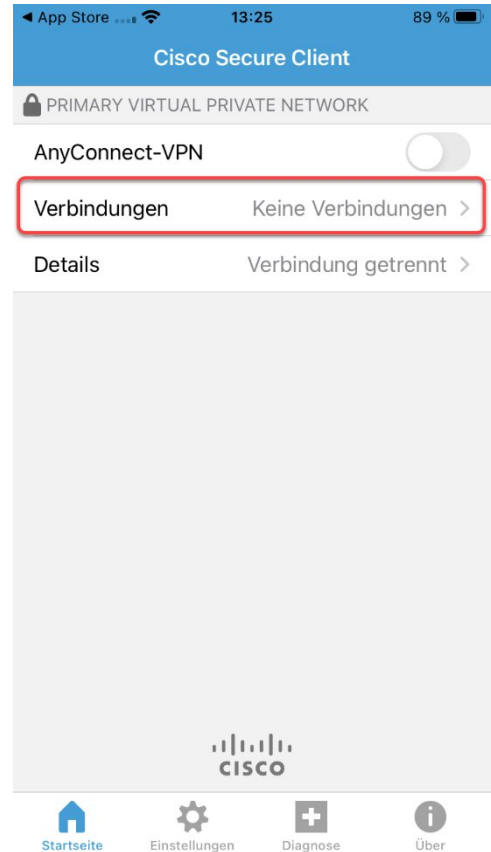 App Store 13:25 89 %
Cisco Secure Client
PRIMARY VIRTUAL PRIVATE NETWORK
AnyConnect-VPN
Verbindungen Keine Verbindungen
Details Verbindung getrennt
CISCO
Startseite Einstellungen Diagnose Über